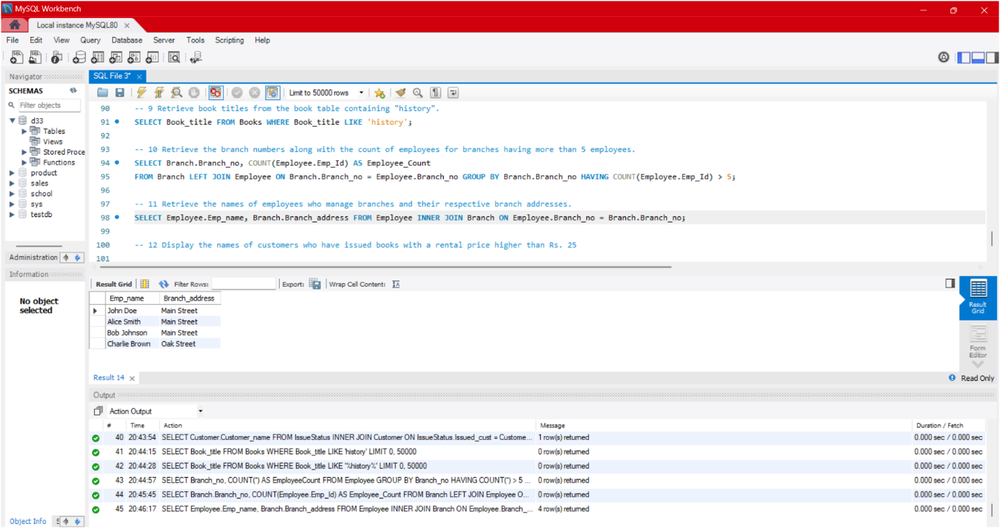 MySQL Workbench
Local instance MySQL80
File Edit View Query Database Server Tools Scripting Help
Navigator
SQL File 3*
SCHEMAS
Limit to 50000 rows
Filter objects
d33
Tables
Views
Stored Proce
Functions
product
sales
school
sys
testdb
Administration
Information
No object
selected
90 -- 9 Retrieve book titles from the book table containing "history".
91 SELECT Book_title FROM Books WHERE Book_title LIKE 'history';
92
93 -- 10 Retrieve the branch numbers along with the count of employees for branches having more than 5 employees.
94 SELECT Branch.Branch_no, COUNT(Employee.Emp_Id) AS Employee_Count
95 FROM Branch LEFT JOIN Employee ON Branch.Branch_no = Employee.Branch_no GROUP BY Branch.Branch_no HAVING COUNT(Employee.Emp_Id) > 5;
96
97 -- 11 Retrieve the names of employees who manage branches and their respective branch addresses.
98 SELECT Employee.Emp_name, Branch.Branch_address FROM Employee INNER JOIN Branch ON Employee.Branch_no = Branch.Branch_no;
99
100 -- 12 Display the names of customers who have issued books with a rental price higher than Rs. 25
101
Result Grid Filter Rows: Export: Wrap Cell Content:
Emp_name Branch_address
John Doe Main Street
Alice Smith Main Street
Bob Johnson Main Street
Charlie Brown Oak Street
Result
Grid
Form
Editor
Result 14
Read Only
Output
Action Output
# Time Action Message Duration / Fetch
40 20:43:54 SELECT Customer.Customer_name FROM IssueStatus INNER JOIN Customer ON IssueStatus.Issued_cust = Custome... 1 row(s) returned 0.000 sec / 0.000 sec
41 20:44:15 SELECT Book_title FROM Books WHERE Book_title LIKE 'history' LIMIT 0, 50000 0 row(s) returned 0.000 sec / 0.000 sec
42 20:44:28 SELECT Book_title FROM Books WHERE Book_title LIKE '%history%' LIMIT 0, 50000 0 row(s) returned 0.000 sec / 0.000 sec
43 20:44:57 SELECT Branch_no, COUNT(*) AS EmployeeCount FROM Employee GROUP BY Branch_no HAVING COUNT(*) > 5 ... 0 row(s) returned 0.000 sec / 0.000 sec
44 20:45:45 SELECT Branch.Branch_no, COUNT(Employee.Emp_Id) AS Employee_Count FROM Branch LEFT JOIN Employee O... 0 row(s) returned 0.000 sec / 0.000 sec
45 20:46:17 SELECT Employee.Emp_name, Branch.Branch_address FROM Employee INNER JOIN Branch ON Employee.Branch_... 4 row(s) returned 0.000 sec / 0.000 sec
Object Info